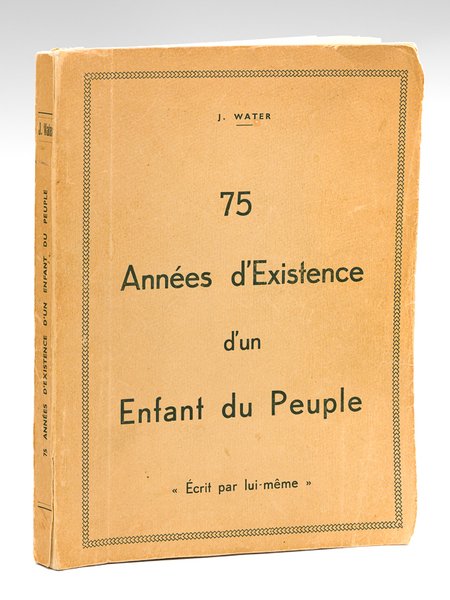 J. WATER
75
Années d'Existence
d'un
Enfant du Peuple
« Écrit par lui-même »
J. Water
75 ANNÉES D'EXISTENCE D'UN ENFANT DU PEUPLE